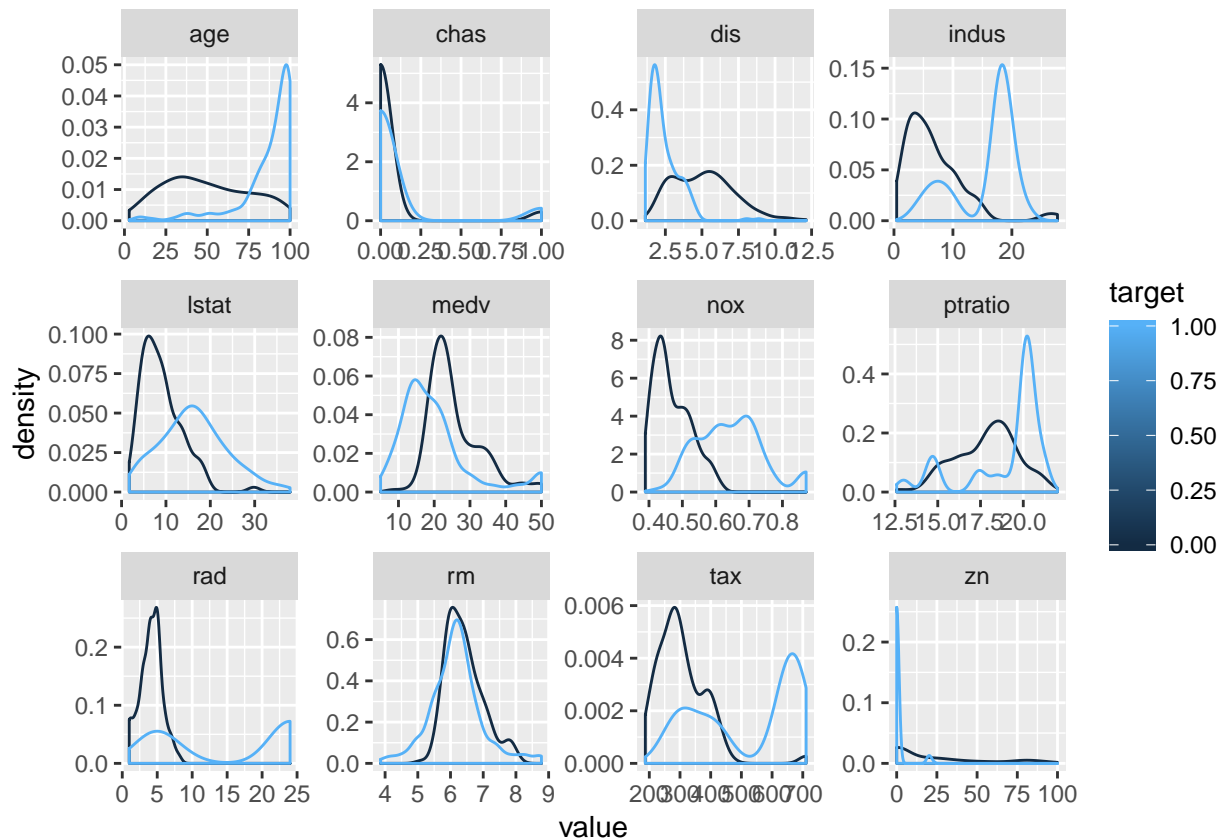 age chas dis indus
0.05
0.04
0.03
0.02
0.01
0.00
0 25 50 75 100
4
2
0
0.00 0.25 0.50 0.75 1.00
0.4
0.2
0.0
2.5 5.0 7.5 10.0 12.5
0.15
0.10
0.05
0.00
0 10 20
lstat medv nox ptratio
0.100
0.075
0.050
0.025
0.000
0 10 20 30
0.08
0.06
0.04
0.02
0.00
10 20 30 40 50
8
6
4
2
0
0.4 0.5 0.6 0.7 0.8
0.4
0.2
0.0
12.5 15.0 17.5 20.0
rad rm tax zn
0.2
0.1
0.0
0 5 10 15 20 25
0.6
0.4
0.2
0.0
4 5 6 7 8 9
0.006
0.004
0.002
0.000
200 300 400 500 600 700
0.2
0.1
0.0
0 25 50 75 100
density
value
target
1.00
0.75
0.50
0.25
0.00